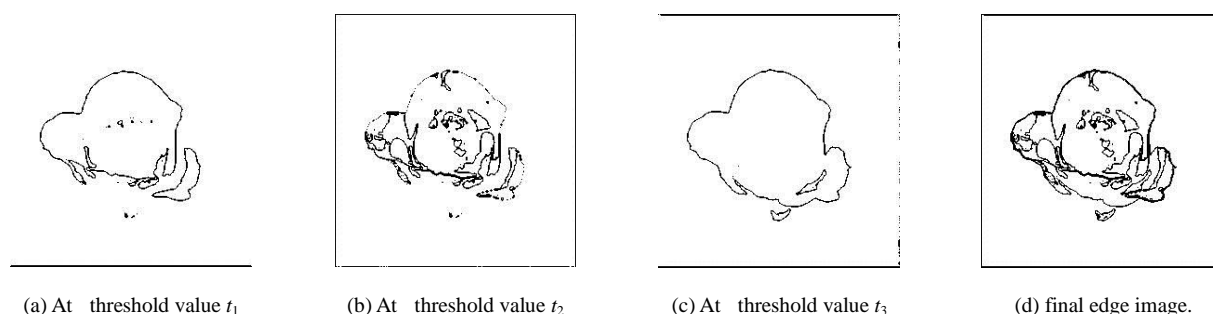 (a) At threshold value t₁
(b) At threshold value t₂
(c) At threshold value t₃
(d) final edge image.